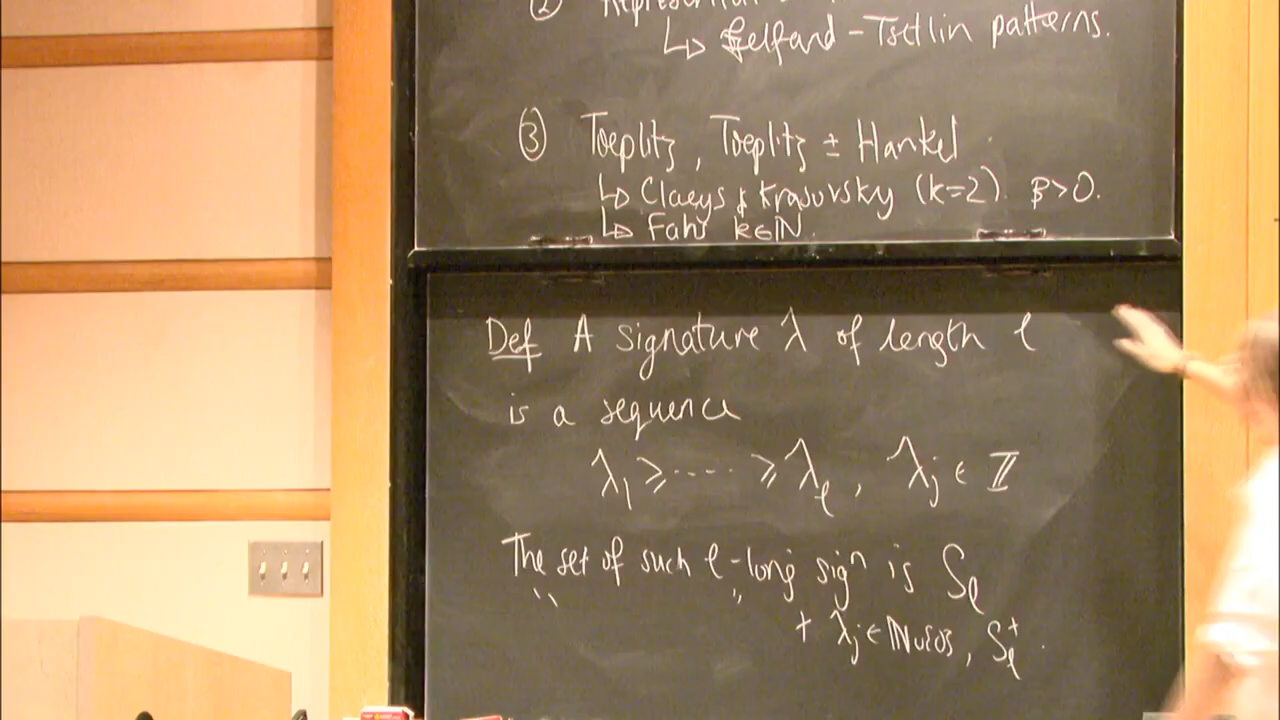 ② Representation
↳ Gelfand - Tsetlin patterns.
③ Toeplitz, Toeplitz ± Hankel
↳ Claeys & Krasovsky (k=2). β>0.
↳ Fahs k∈ℕ.
Def A signature λ of length ℓ
is a sequence
λ₁ ≥ ---- ≥ λ_ℓ, λ_j ∈ ℤ
The set of such ℓ-long signⁿ is S_ℓ
" " + λ_j ∈ ℕ∪{0}, S_ℓ⁺.